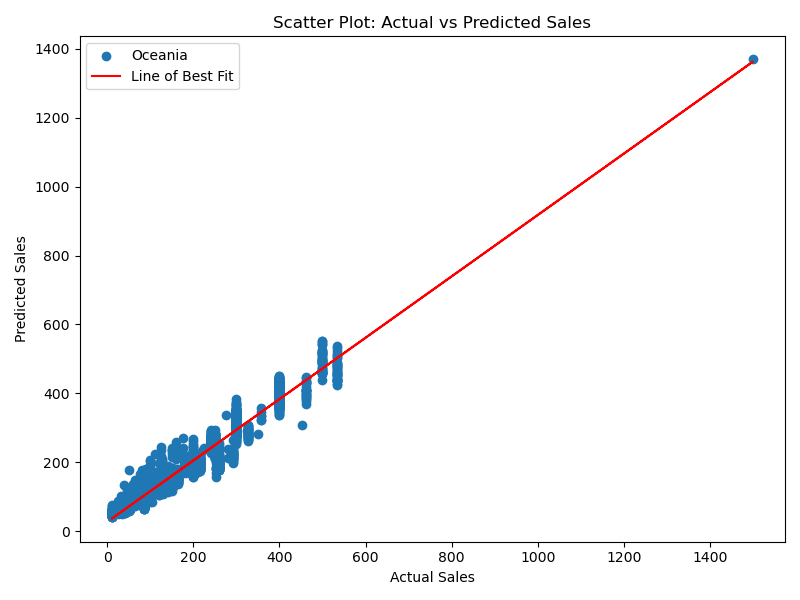 Scatter Plot: Actual vs Predicted Sales
Oceania
Line of Best Fit
1400
1200
1000
800
600
400
200
0
Predicted Sales
0 200 400 600 800 1000 1200 1400
Actual Sales